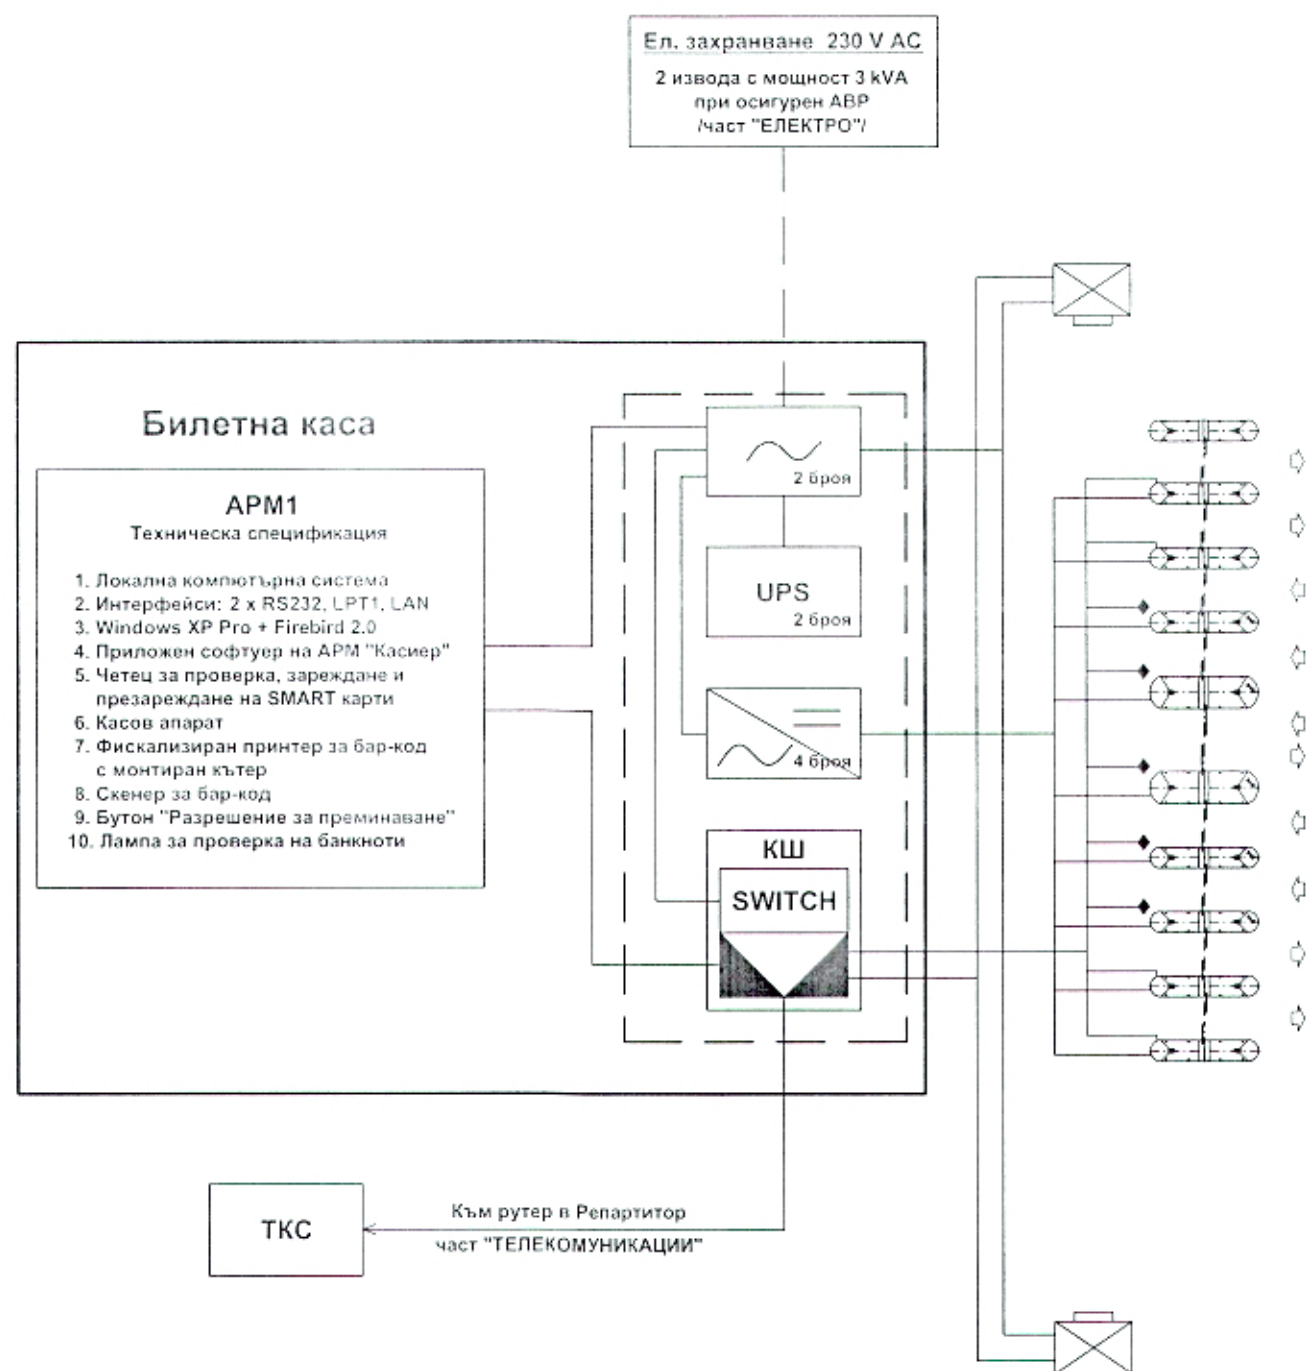 Ел. захранване 230 V AC
2 извода с мощност 3 kVA
при осигурен АВР
/част "ЕЛЕКТРО"/
Билетна каса
АРМ1
Техническа спецификация
1. Локална компютърна система
2. Интерфейси: 2 x RS232, LPT1, LAN
3. Windows XP Pro + Firebird 2.0
4. Приложен софтуер на АРМ "Касиер"
5. Четец за проверка, зареждане и
презареждане на SMART карти
6. Касов апарат
7. Фискализиран принтер за бар-код
с монтиран кътер
8. Скенер за бар-код
9. Бутон "Разрешение за преминаване"
10. Лампа за проверка на банкноти
2 броя
UPS
2 броя
4 броя
КШ
SWITCH
ТКС
Към рутер в Репартитор
част "ТЕЛЕКОМУНИКАЦИИ"